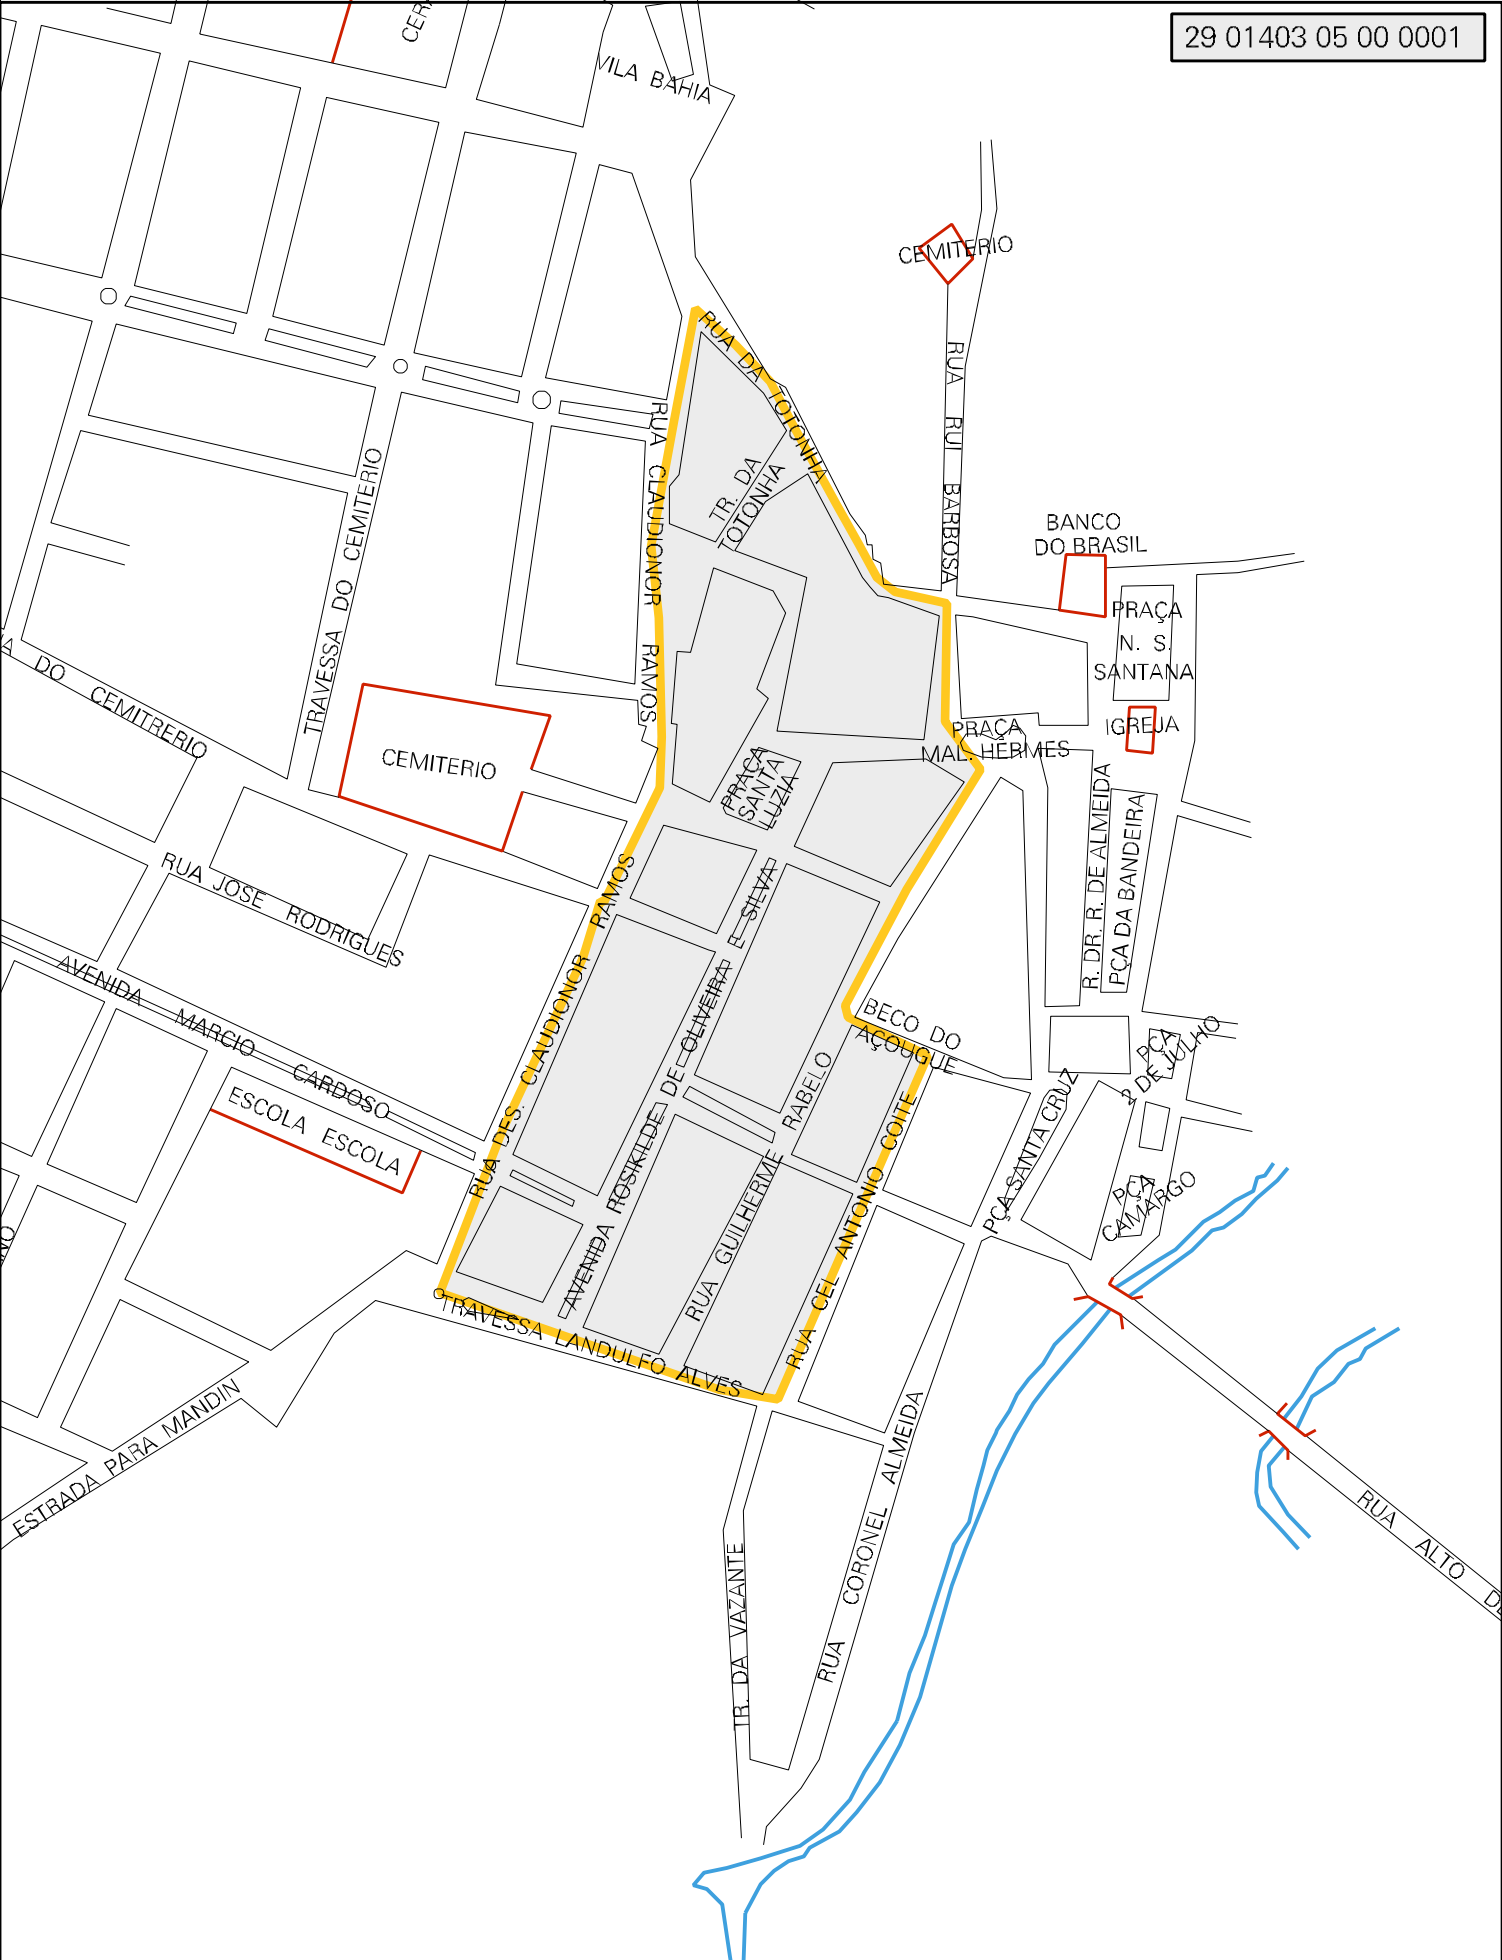 29 01403 05 00 0001
VILA BAHIA
CEMITERIO
RUA DA TOTONHA
RUA RUI BARBOSA
RUA CLAUDIONOR RAMOS
TR. DA
TOTONHA
TRAVESSA DO CEMITERIO
BANCO
DO BRASIL
PRAÇA
N. S.
SANTANA
IGREJA
DO CEMITRERIO
CEMITERIO
PRAÇA
MAL. HERMES
PRAÇA
SANTA
LUZIA
R. DR. R. DE ALMEIDA
PÇA DA BANDEIRA
RUA JOSE RODRIGUES
RUA DES. CLAUDIONOR RAMOS
AVENIDA ROSIKILDE DE OLIVEIRA E SILVA
AVENIDA MARCIO CARDOSO
BECO DO
AÇOUGUE
PÇA
2 DE JULHO
ESCOLA ESCOLA
RUA GUILHERME RABELO
RUA CEL ANTONIO COITE
PÇA SANTA CRUZ
PÇA
CAMARGO
TRAVESSA LANDULFO ALVES
ESTRADA PARA MANDIN
RUA CORONEL ALMEIDA
TR. DA VAZANTE
RUA ALTO